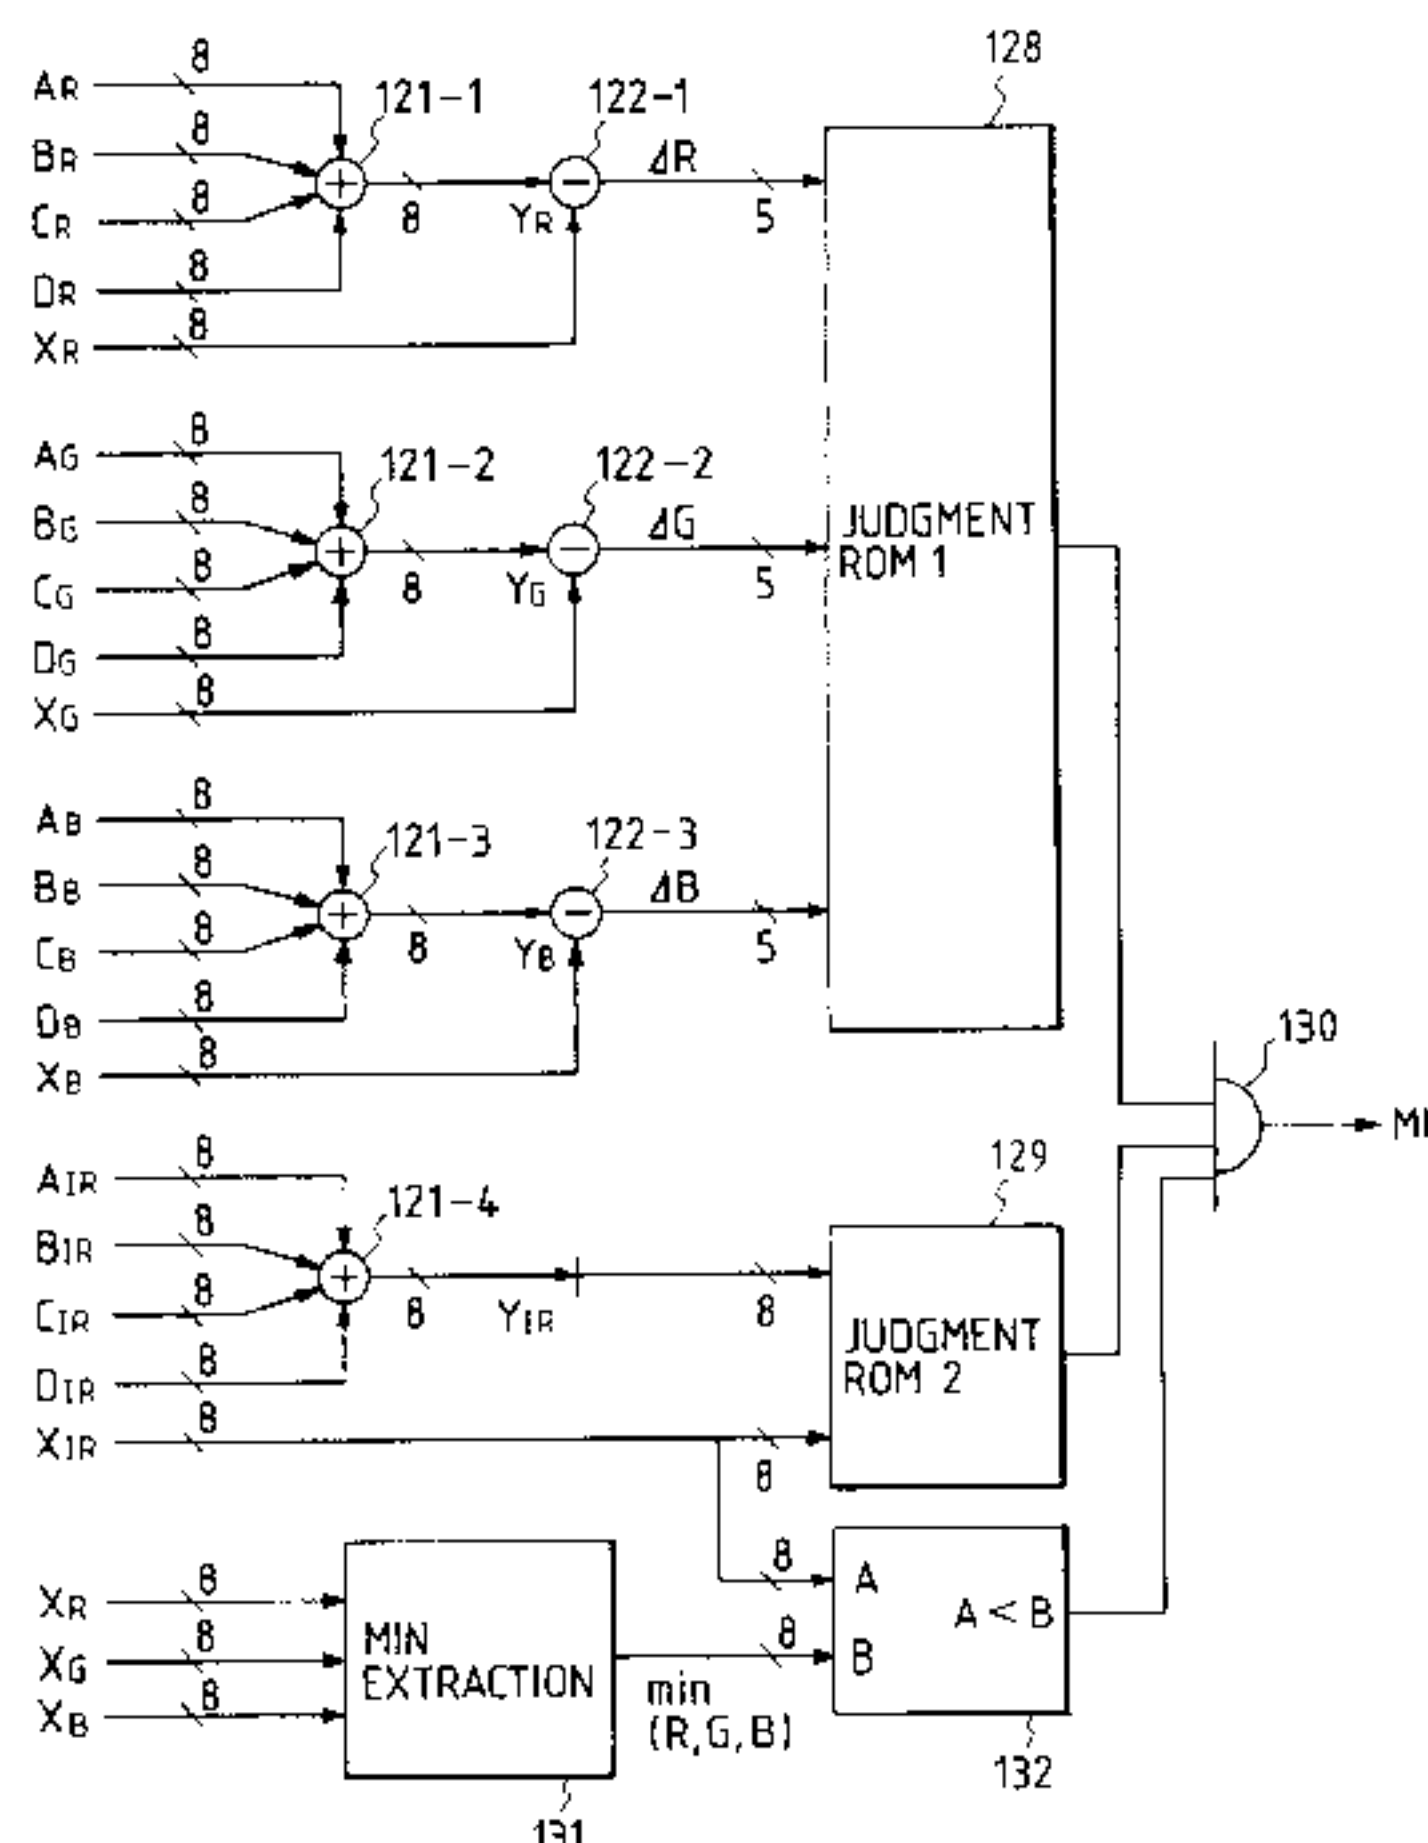 128
AR 8
121-1
122-1
BR 8
ΔR
CR 8
8
YR
5
DR 8
XR 8
AG 8
121-2
122-2
BG 8
ΔG
JUDGMENT
ROM 1
CG 8
8
YG
5
DG 8
XG 8
AB 8
121-3
122-3
BB 8
ΔB
CB 8
8
YB
5
DB 8
XB 8
130
129
AIR 8
121-4
BIR 8
CIR 8
8
YIR
8
JUDGMENT
ROM 2
DIR 8
XIR 8
8
8
A
A < B
XR 8
MIN
EXTRACTION
8
B
XG 8
min
(R,G,B)
XB 8
132
131